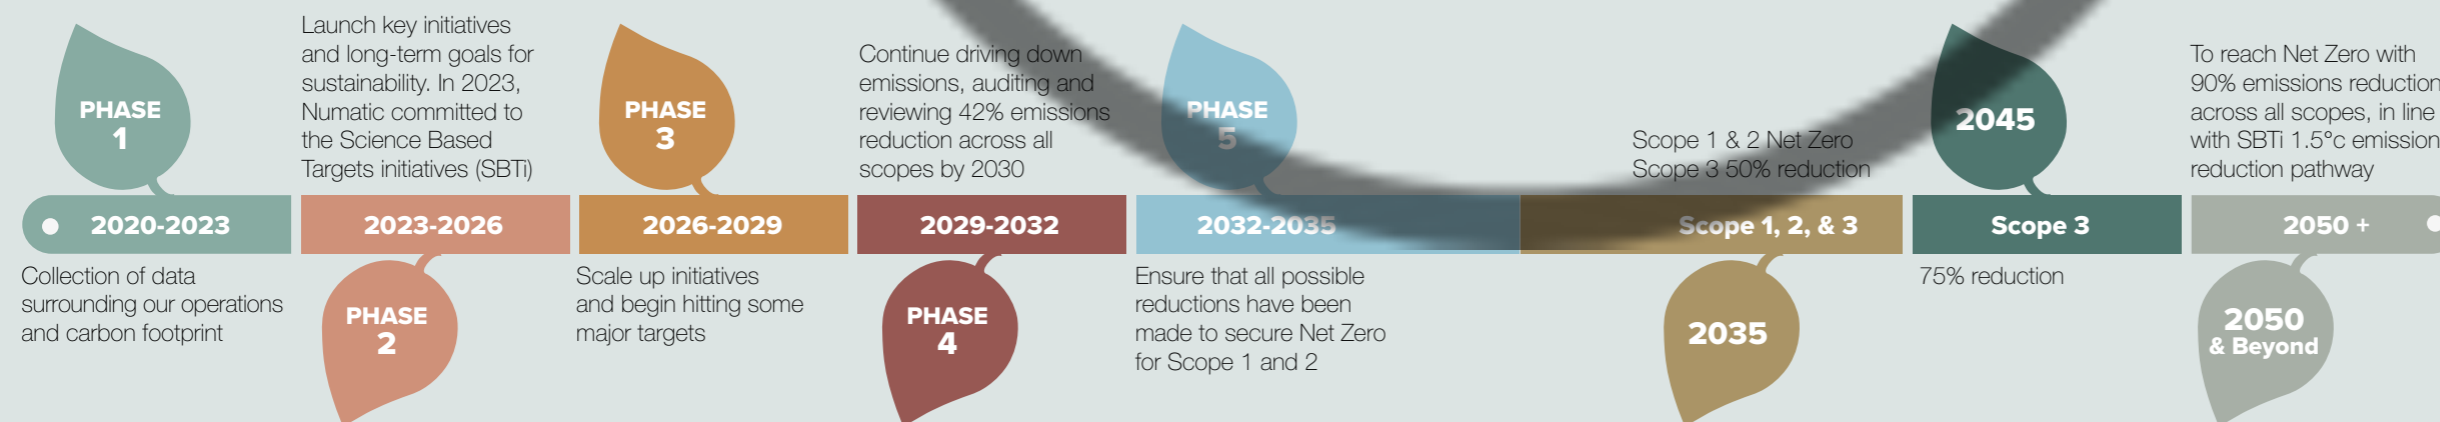 PHASE
1
2020-2023
Collection of data
surrounding our operations
and carbon footprint
Launch key initiatives
and long-term goals for
sustainability. In 2023,
Numatic committed to
the Science Based
Targets initiatives (SBTi)
2023-2026
PHASE
2
PHASE
3
2026-2029
Scale up initiatives
and begin hitting some
major targets
Continue driving down
emissions, auditing and
reviewing 42% emissions
reduction across all
scopes by 2030
2029-2032
PHASE
4
PHASE
5
2032-2035
Ensure that all possible
reductions have been
made to secure Net Zero
for Scope 1 and 2
Scope 1 & 2 Net Zero
Scope 3 50% reduction
Scope 1, 2, & 3
2035
2045
Scope 3
75% reduction
To reach Net Zero with
90% emissions reduction
across all scopes, in line
with SBTi 1.5°c emission
reduction pathway
2050 +
2050
& Beyond